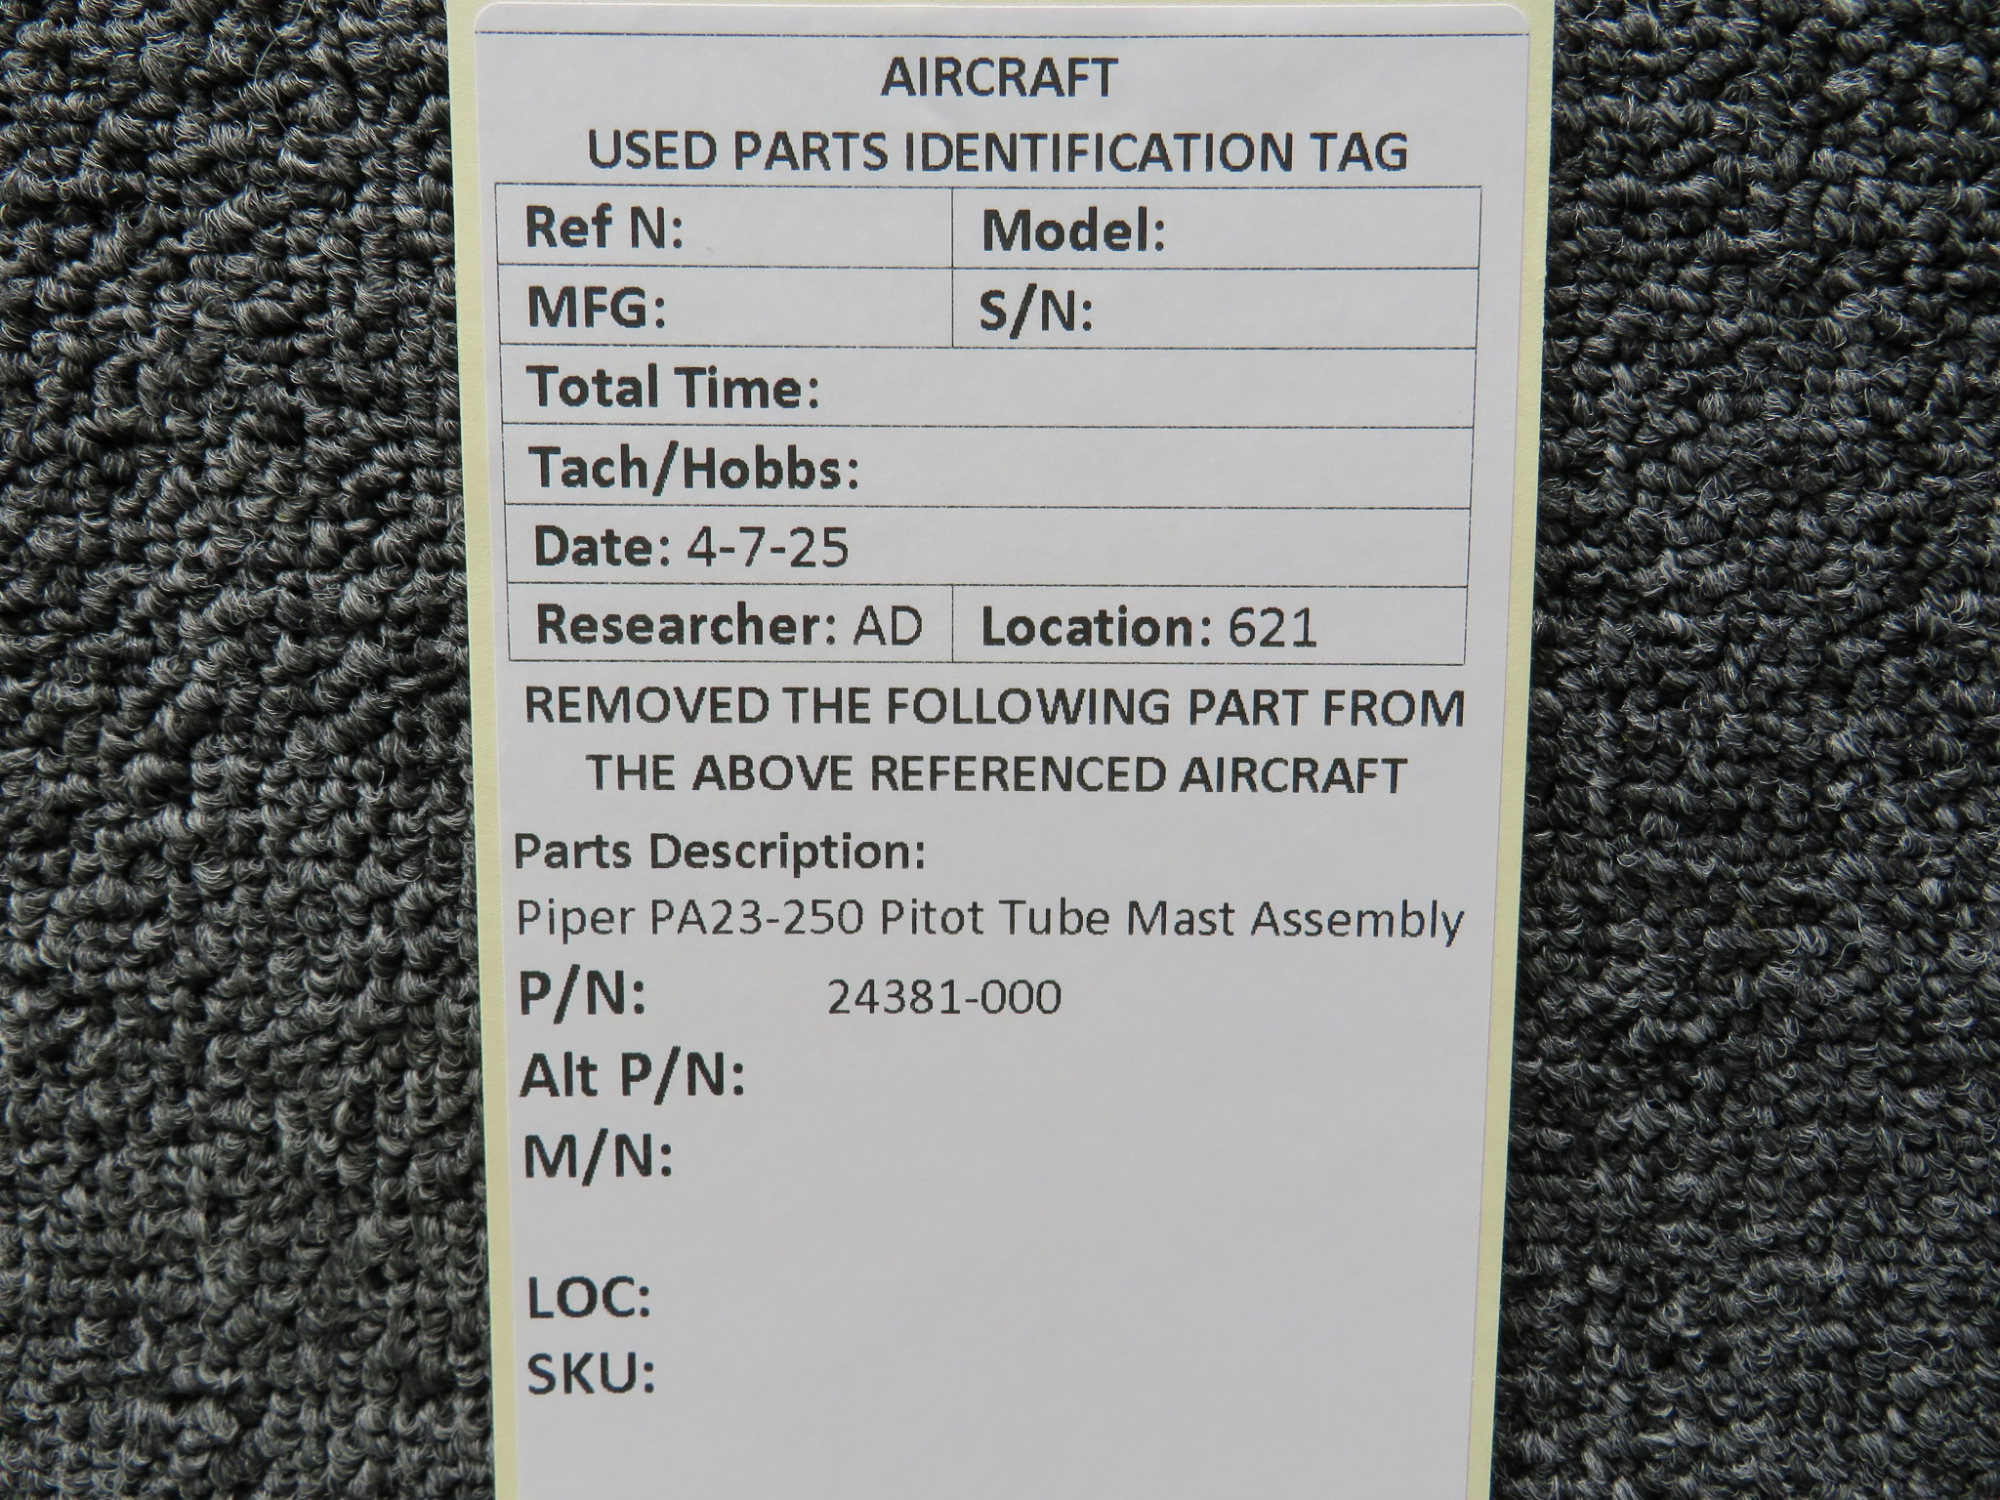 AIRCRAFT
USED PARTS IDENTIFICATION TAG
Ref N: Model:
MFG: S/N:
Total Time:
Tach/Hobbs:
Date: 4-7-25
Researcher: AD Location: 621
REMOVED THE FOLLOWING PART FROM
THE ABOVE REFERENCED AIRCRAFT
Parts Description:
Piper PA23-250 Pitot Tube Mast Assembly
P/N: 24381-000
Alt P/N:
M/N:
LOC:
SKU: